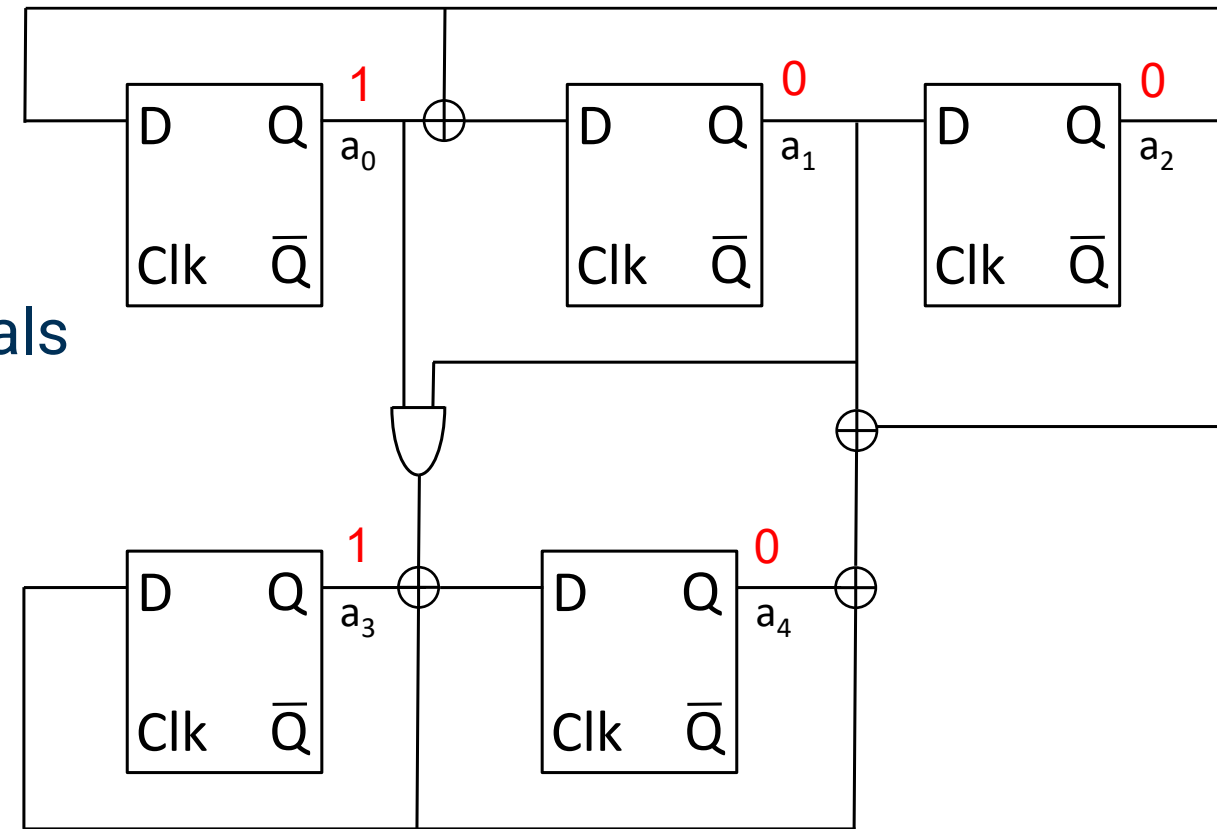 1 0 0
D Q D Q D Q
a₀ a₁ a₂
Clk Q̅ Clk Q̅ Clk Q̅
als
1 0
D Q D Q
a₃ a₄
Clk Q̅ Clk Q̅